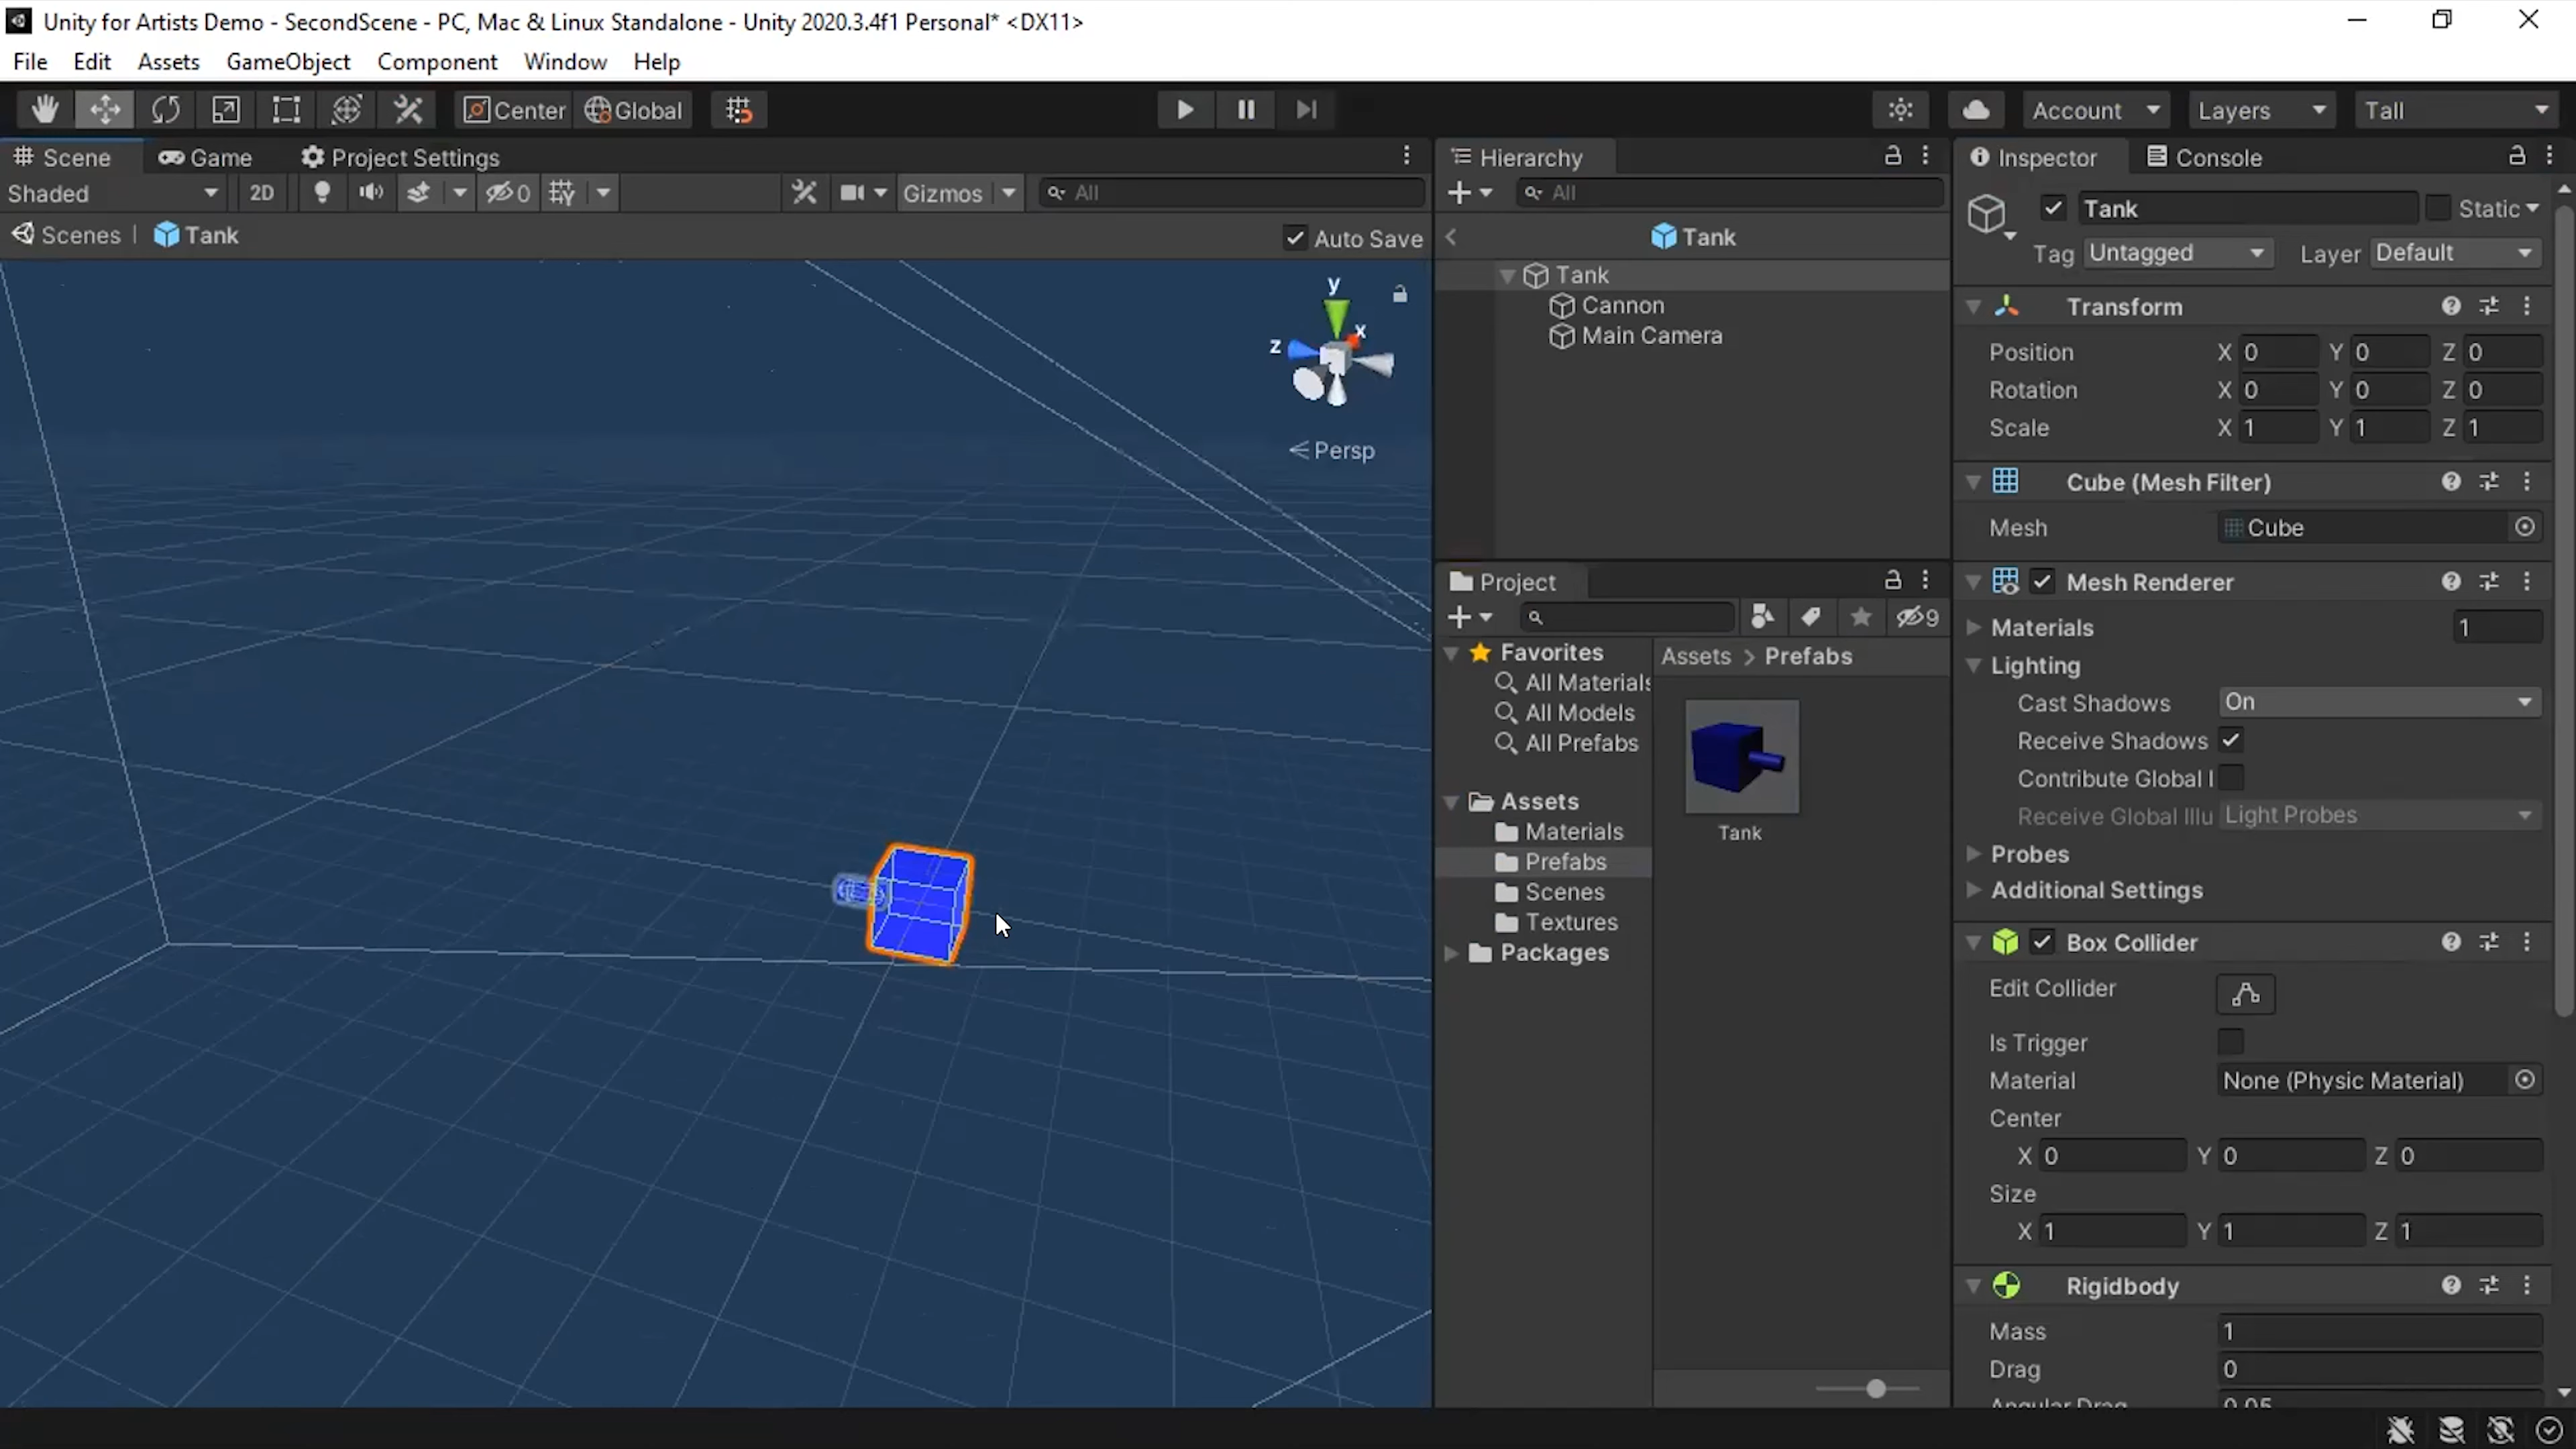 Unity for Artists Demo - SecondScene - PC, Mac & Linux Standalone - Unity 2020.3.4f1 Personal* <DX11>
File Edit Assets GameObject Component Window Help
Center Global Account Layers Tall
Scene Game Project Settings
Shaded 2D 0 Gizmos All
Scenes | Tank Auto Save
y
x
z
Persp
Hierarchy
All
Tank
Tank
Cannon
Main Camera
Project
9
Favorites
All Materials
All Models
All Prefabs
Assets
Materials
Prefabs
Scenes
Textures
Packages
Assets > Prefabs
Tank
Inspector Console
Tank Static
Tag Untagged Layer Default
Transform
Position X 0 Y 0 Z 0
Rotation X 0 Y 0 Z 0
Scale X 1 Y 1 Z 1
Cube (Mesh Filter)
Mesh Cube
Mesh Renderer
Materials 1
Lighting
Cast Shadows On
Receive Shadows
Contribute Global I
Receive Global Illu Light Probes
Probes
Additional Settings
Box Collider
Edit Collider
Is Trigger
Material None (Physic Material)
Center
X 0 Y 0 Z 0
Size
X 1 Y 1 Z 1
Rigidbody
Mass 1
Drag 0
Angular Drag 0.05